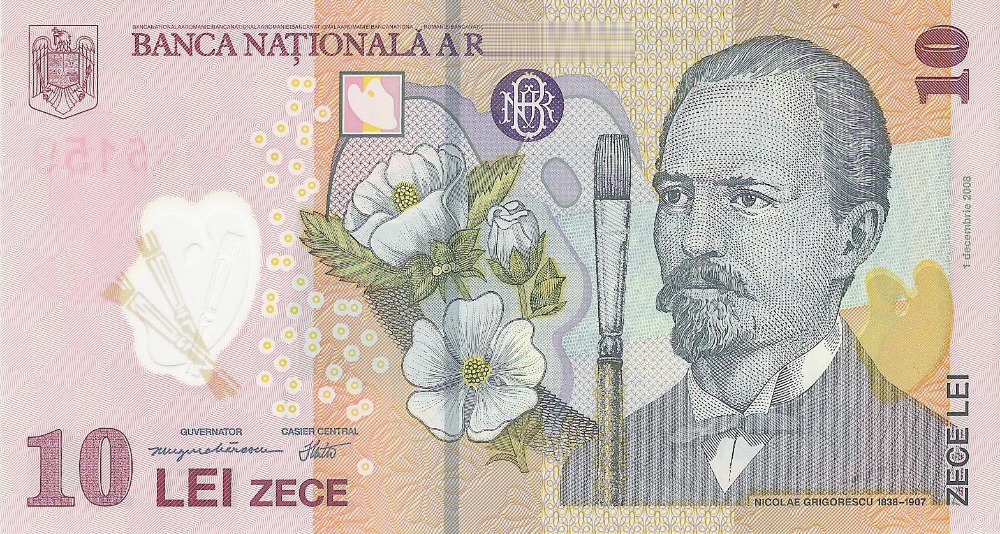 BANCA NAȚIONALĂ A R
10
GUVERNATOR
CASIER CENTRAL
10 LEI ZECE
1 decembrie 2008
ZECE LEI
NICOLAE GRIGORESCU 1838–1907